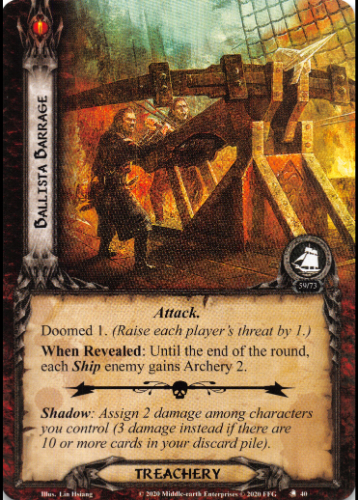 BALLISTA BARRAGE
59/73
Attack.
Doomed 1. (Raise each player's threat by 1.)
When Revealed: Until the end of the round,
each Ship enemy gains Archery 2.
Shadow: Assign 2 damage among characters
you control (3 damage instead if there are
10 or more cards in your discard pile).
TREACHERY
Illus. Lin Hsiang
© 2020 Middle-earth Enterprises © 2020 FFG
40